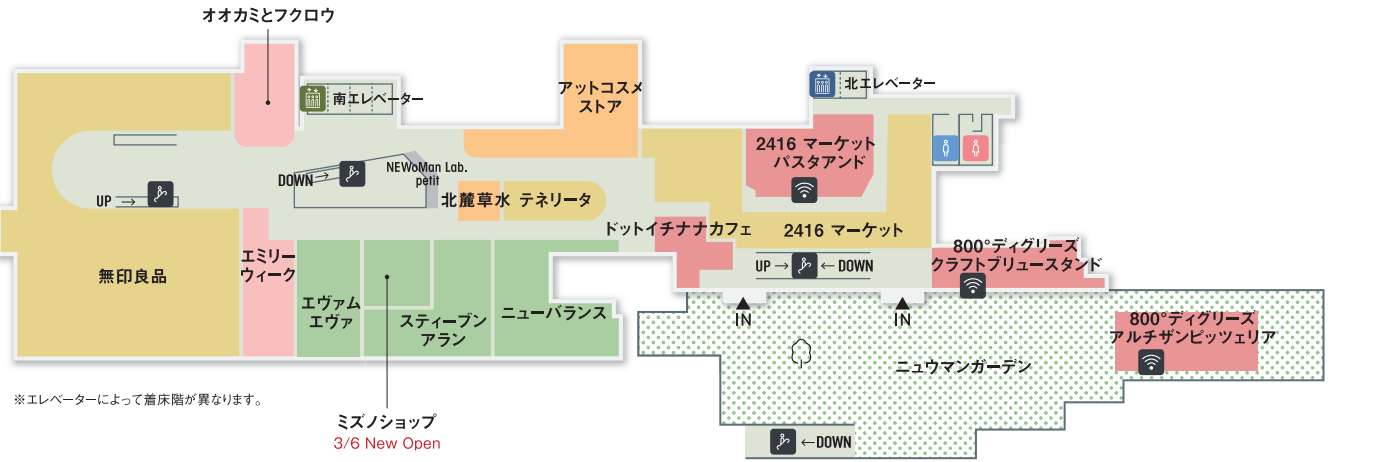 オオカミとフクロウ
アットコスメ
ストア
南エレベーター
北エレベーター
2416 マーケット
パスタアンド
NEWoMan Lab.
petit
DOWN→
UP →
北麓草水
テネリータ
ドットイチナナカフェ
2416 マーケット
無印良品
エミリー
ウィーク
UP→
←DOWN
800°ディグリーズ
クラフトブリュースタンド
エヴァム
エヴァ
スティーブン
アラン
ニューバランス
IN
IN
800°ディグリーズ
アルチザンピッツェリア
ニュウマンガーデン
※エレベーターによって着床階が異なります。
ミズノショップ
3/6 New Open
←DOWN